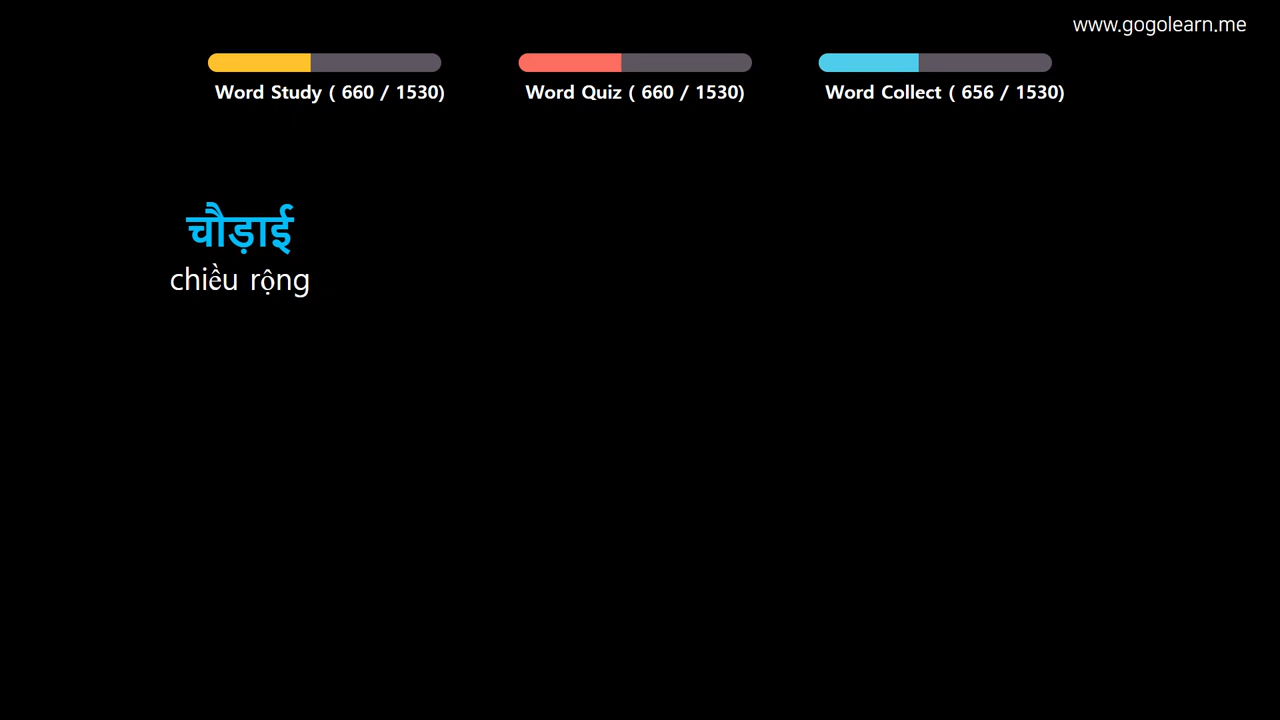 www.gogolearn.me
Word Study ( 660 / 1530)
Word Quiz ( 660 / 1530)
Word Collect ( 656 / 1530)
चौड़ाई
chiều rộng